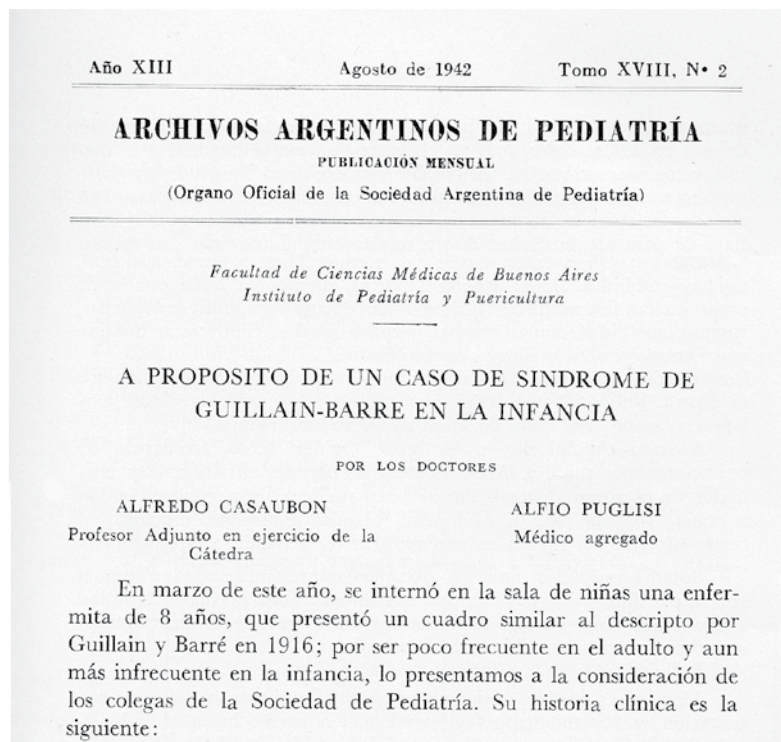 Año XIII Agosto de 1942 Tomo XVIII, N• 2
ARCHIVOS ARGENTINOS DE PEDIATRÍA
PUBLICACIÓN MENSUAL
(Organo Oficial de la Sociedad Argentina de Pediatría)
Facultad de Ciencias Médicas de Buenos Aires
Instituto de Pediatría y Puericultura
A PROPOSITO DE UN CASO DE SINDROME DE
GUILLAIN-BARRE EN LA INFANCIA
POR LOS DOCTORES
ALFREDO CASAUBON ALFIO PUGLISI
Profesor Adjunto en ejercicio de la Médico agregado
Cátedra
En marzo de este año, se internó en la sala de niñas una enfer-
mita de 8 años, que presentó un cuadro similar al descripto por
Guillain y Barré en 1916; por ser poco frecuente en el adulto y aun
más infrecuente en la infancia, lo presentamos a la consideración de
los colegas de la Sociedad de Pediatría. Su historia clínica es la
siguiente: